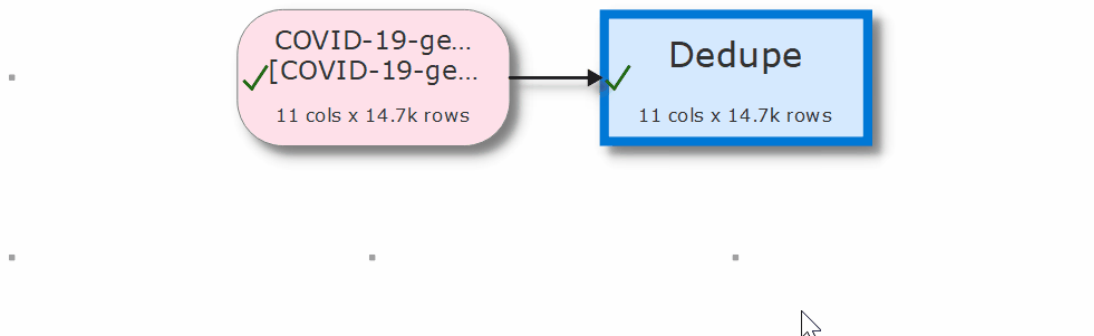 COVID-19-ge...
[COVID-19-ge...
11 cols x 14.7k rows
Dedupe
11 cols x 14.7k rows